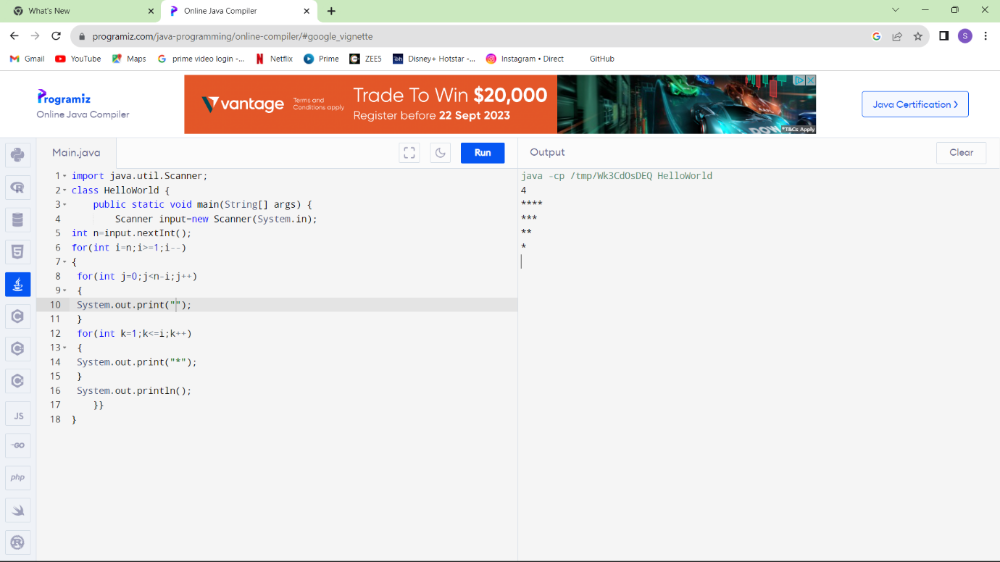 What's New
Online Java Compiler
programiz.com/java-programming/online-compiler/#google_vignette
S
Gmail YouTube Maps prime video login -... Netflix Prime ZEE5 Disney+ Hotstar -... Instagram • Direct GitHub
Programiz
Online Java Compiler
vantage
Terms and
Conditions apply
Trade To Win $20,000
Register before 22 Sept 2023
DOW
*T&Cs Apply
Java Certification >
Main.java
Run
Output
Clear
1 import java.util.Scanner;
2 class HelloWorld {
3     public static void main(String[] args) {
4         Scanner input=new Scanner(System.in);
5 int n=input.nextInt();
6 for(int i=n;i>=1;i--)
7 {
8  for(int j=0;j<n-i;j++)
9  {
10  System.out.print("");
11  }
12  for(int k=1;k<=i;k++)
13  {
14  System.out.print("*");
15  }
16  System.out.println();
17     }}
18 }
java -cp /tmp/Wk3CdOsDEQ HelloWorld
4
****
***
**
*
R
5
C
C
C
JS
GO
php
R